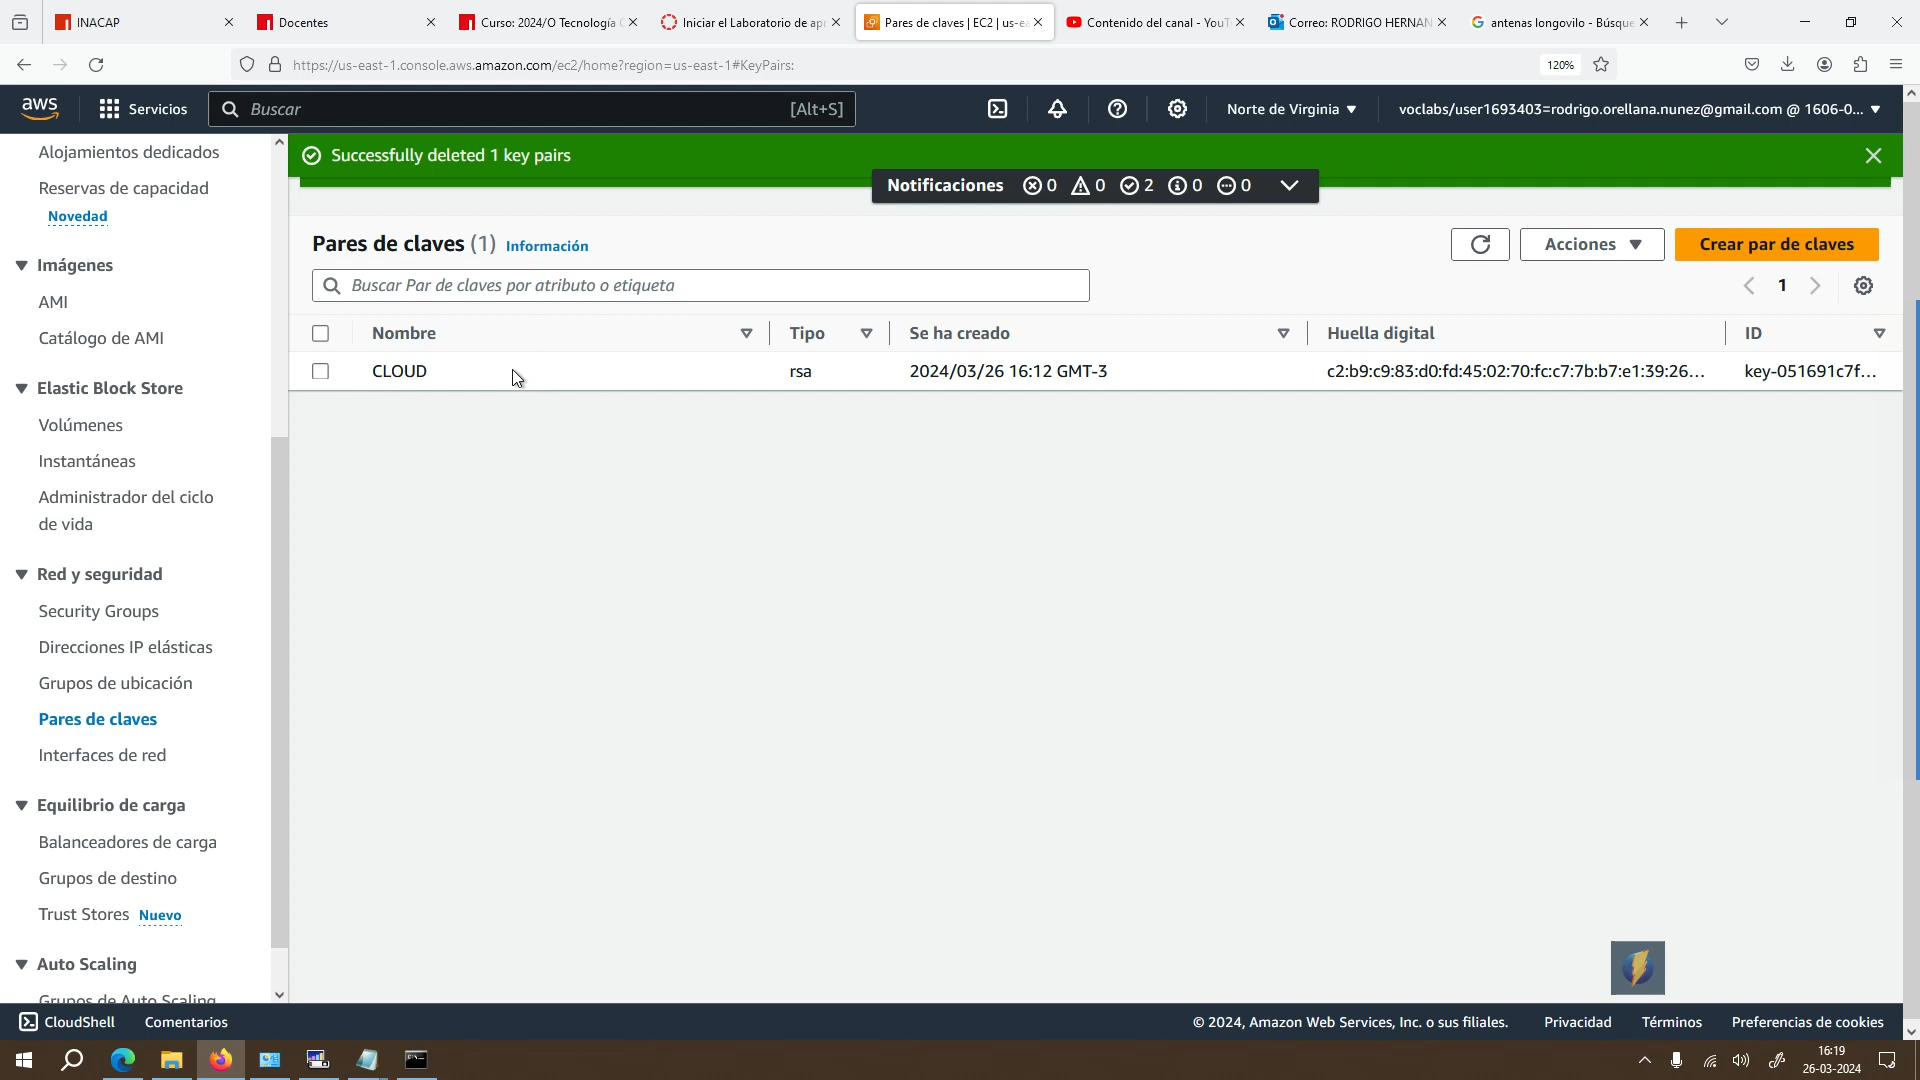 INACAP
Docentes
Curso: 2024/O Tecnología C
Iniciar el Laboratorio de apr
Pares de claves | EC2 | us-ea
Contenido del canal - YouT
Correo: RODRIGO HERNAN
antenas longovilo - Búsque
https://us-east-1.console.aws.amazon.com/ec2/home?region=us-east-1#KeyPairs:
120%
aws
Servicios
Buscar
[Alt+S]
Norte de Virginia
voclabs/user1693403=rodrigo.orellana.nunez@gmail.com @ 1606-0...
Alojamientos dedicados
Reservas de capacidad
Novedad
Imágenes
AMI
Catálogo de AMI
Elastic Block Store
Volúmenes
Instantáneas
Administrador del ciclo
de vida
Red y seguridad
Security Groups
Direcciones IP elásticas
Grupos de ubicación
Pares de claves
Interfaces de red
Equilibrio de carga
Balanceadores de carga
Grupos de destino
Trust Stores Nuevo
Auto Scaling
Grupos de Auto Scaling
Successfully deleted 1 key pairs
Notificaciones 0 0 2 0 0
Pares de claves (1) Información
Acciones
Crear par de claves
Buscar Par de claves por atributo o etiqueta
1
Nombre Tipo Se ha creado Huella digital ID
CLOUD rsa 2024/03/26 16:12 GMT-3 c2:b9:c9:83:d0:fd:45:02:70:fc:c7:7b:b7:e1:39:26... key-051691c7f...
CloudShell Comentarios
© 2024, Amazon Web Services, Inc. o sus filiales. Privacidad Términos Preferencias de cookies
16:19
26-03-2024